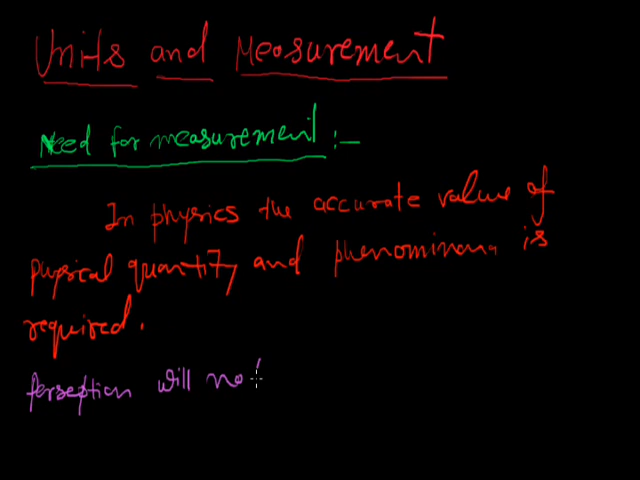 Units and Measurement
Need for measurement :-
In physics the accurate value of
physical quantity and phenominana is
required.
Perseption will not